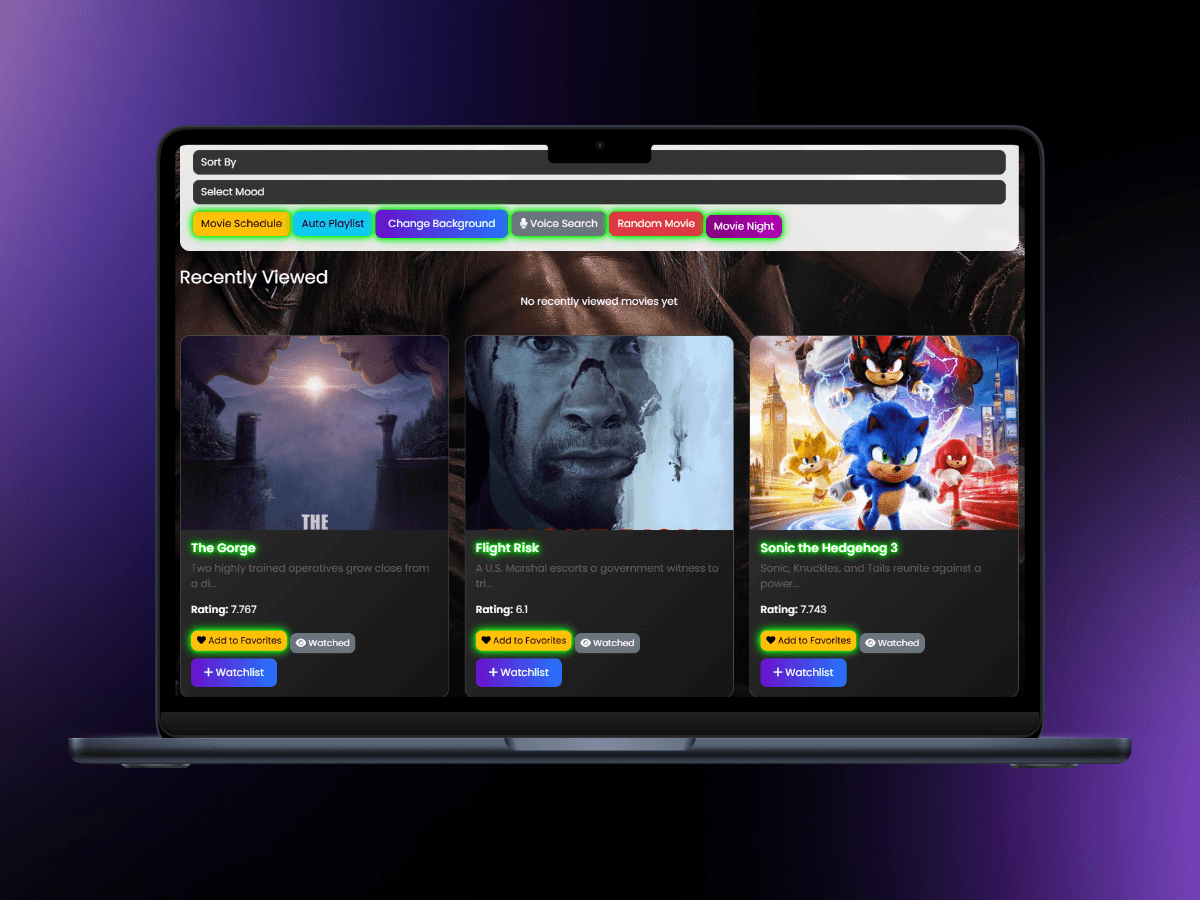 Sort By
Select Mood
Movie Schedule
Auto Playlist
Change Background
Voice Search
Random Movie
Movie Night
Recently Viewed
No recently viewed movies yet
THE
The Gorge
Two highly trained operatives grow close from
a di...
Rating: 7.767
Add to Favorites
Watched
+ Watchlist
Flight Risk
A U.S. Marshal escorts a government witness to
tri...
Rating: 6.1
Add to Favorites
Watched
+ Watchlist
Sonic the Hedgehog 3
Sonic, Knuckles, and Tails reunite against a
power...
Rating: 7.743
Add to Favorites
Watched
+ Watchlist